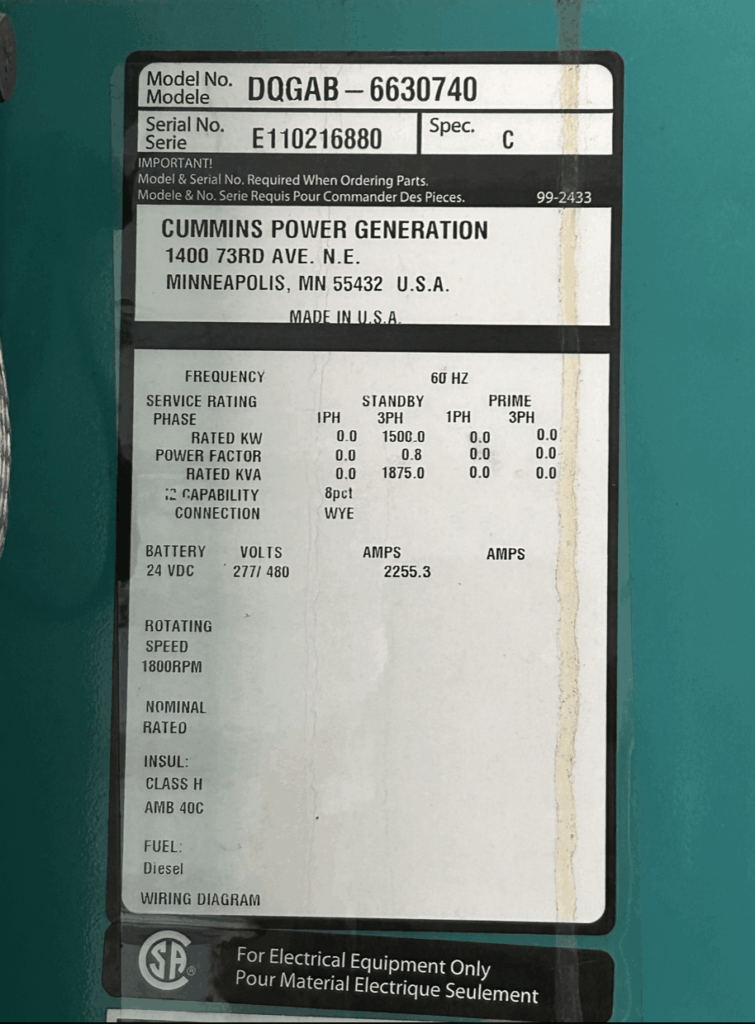 Model No. DQGAB – 6630740
Modele
Serial No. E110216880 Spec. C
Serie
IMPORTANT!
Model & Serial No. Required When Ordering Parts.
Modele & No. Serie Requis Pour Commander Des Pieces. 99-2433
CUMMINS POWER GENERATION
1400 73RD AVE. N.E.
MINNEAPOLIS, MN 55432 U.S.A.
MADE IN U.S.A.
FREQUENCY 60 HZ
SERVICE RATING STANDBY PRIME
PHASE 1PH 3PH 1PH 3PH
RATED KW 0.0 1500.0 0.0 0.0
POWER FACTOR 0.0 0.8 0.0 0.0
RATED KVA 0.0 1875.0 0.0 0.0
CAPABILITY 8pct
CONNECTION WYE
BATTERY VOLTS AMPS AMPS
24 VDC 277/ 480 2255.3
ROTATING
SPEED
1800RPM
NOMINAL
RATED
INSUL:
CLASS H
AMB 40C
FUEL:
Diesel
WIRING DIAGRAM
SA ®
For Electrical Equipment Only
Pour Material Electrique Seulement